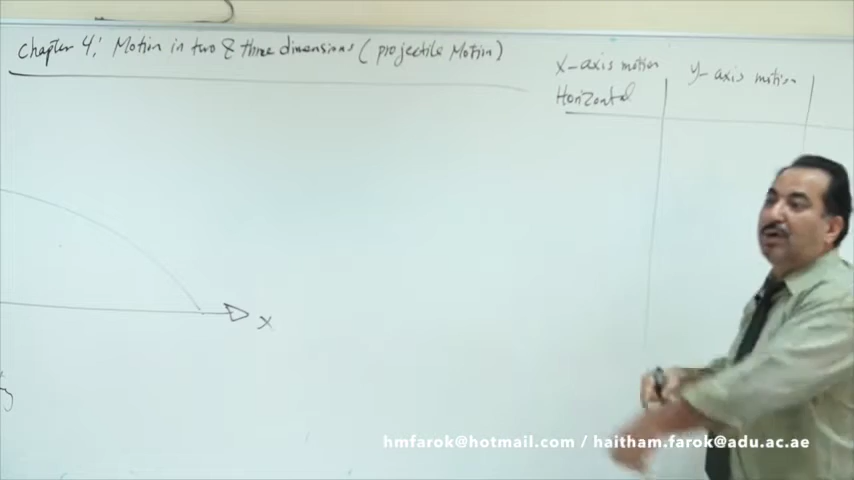 Chapter 4: Motion in two & three dimensions (projectile Motion)
x-axis motion
Horizontal
y-axis motion
x
hmfarok@hotmail.com / haitham.farok@adu.ac.ae